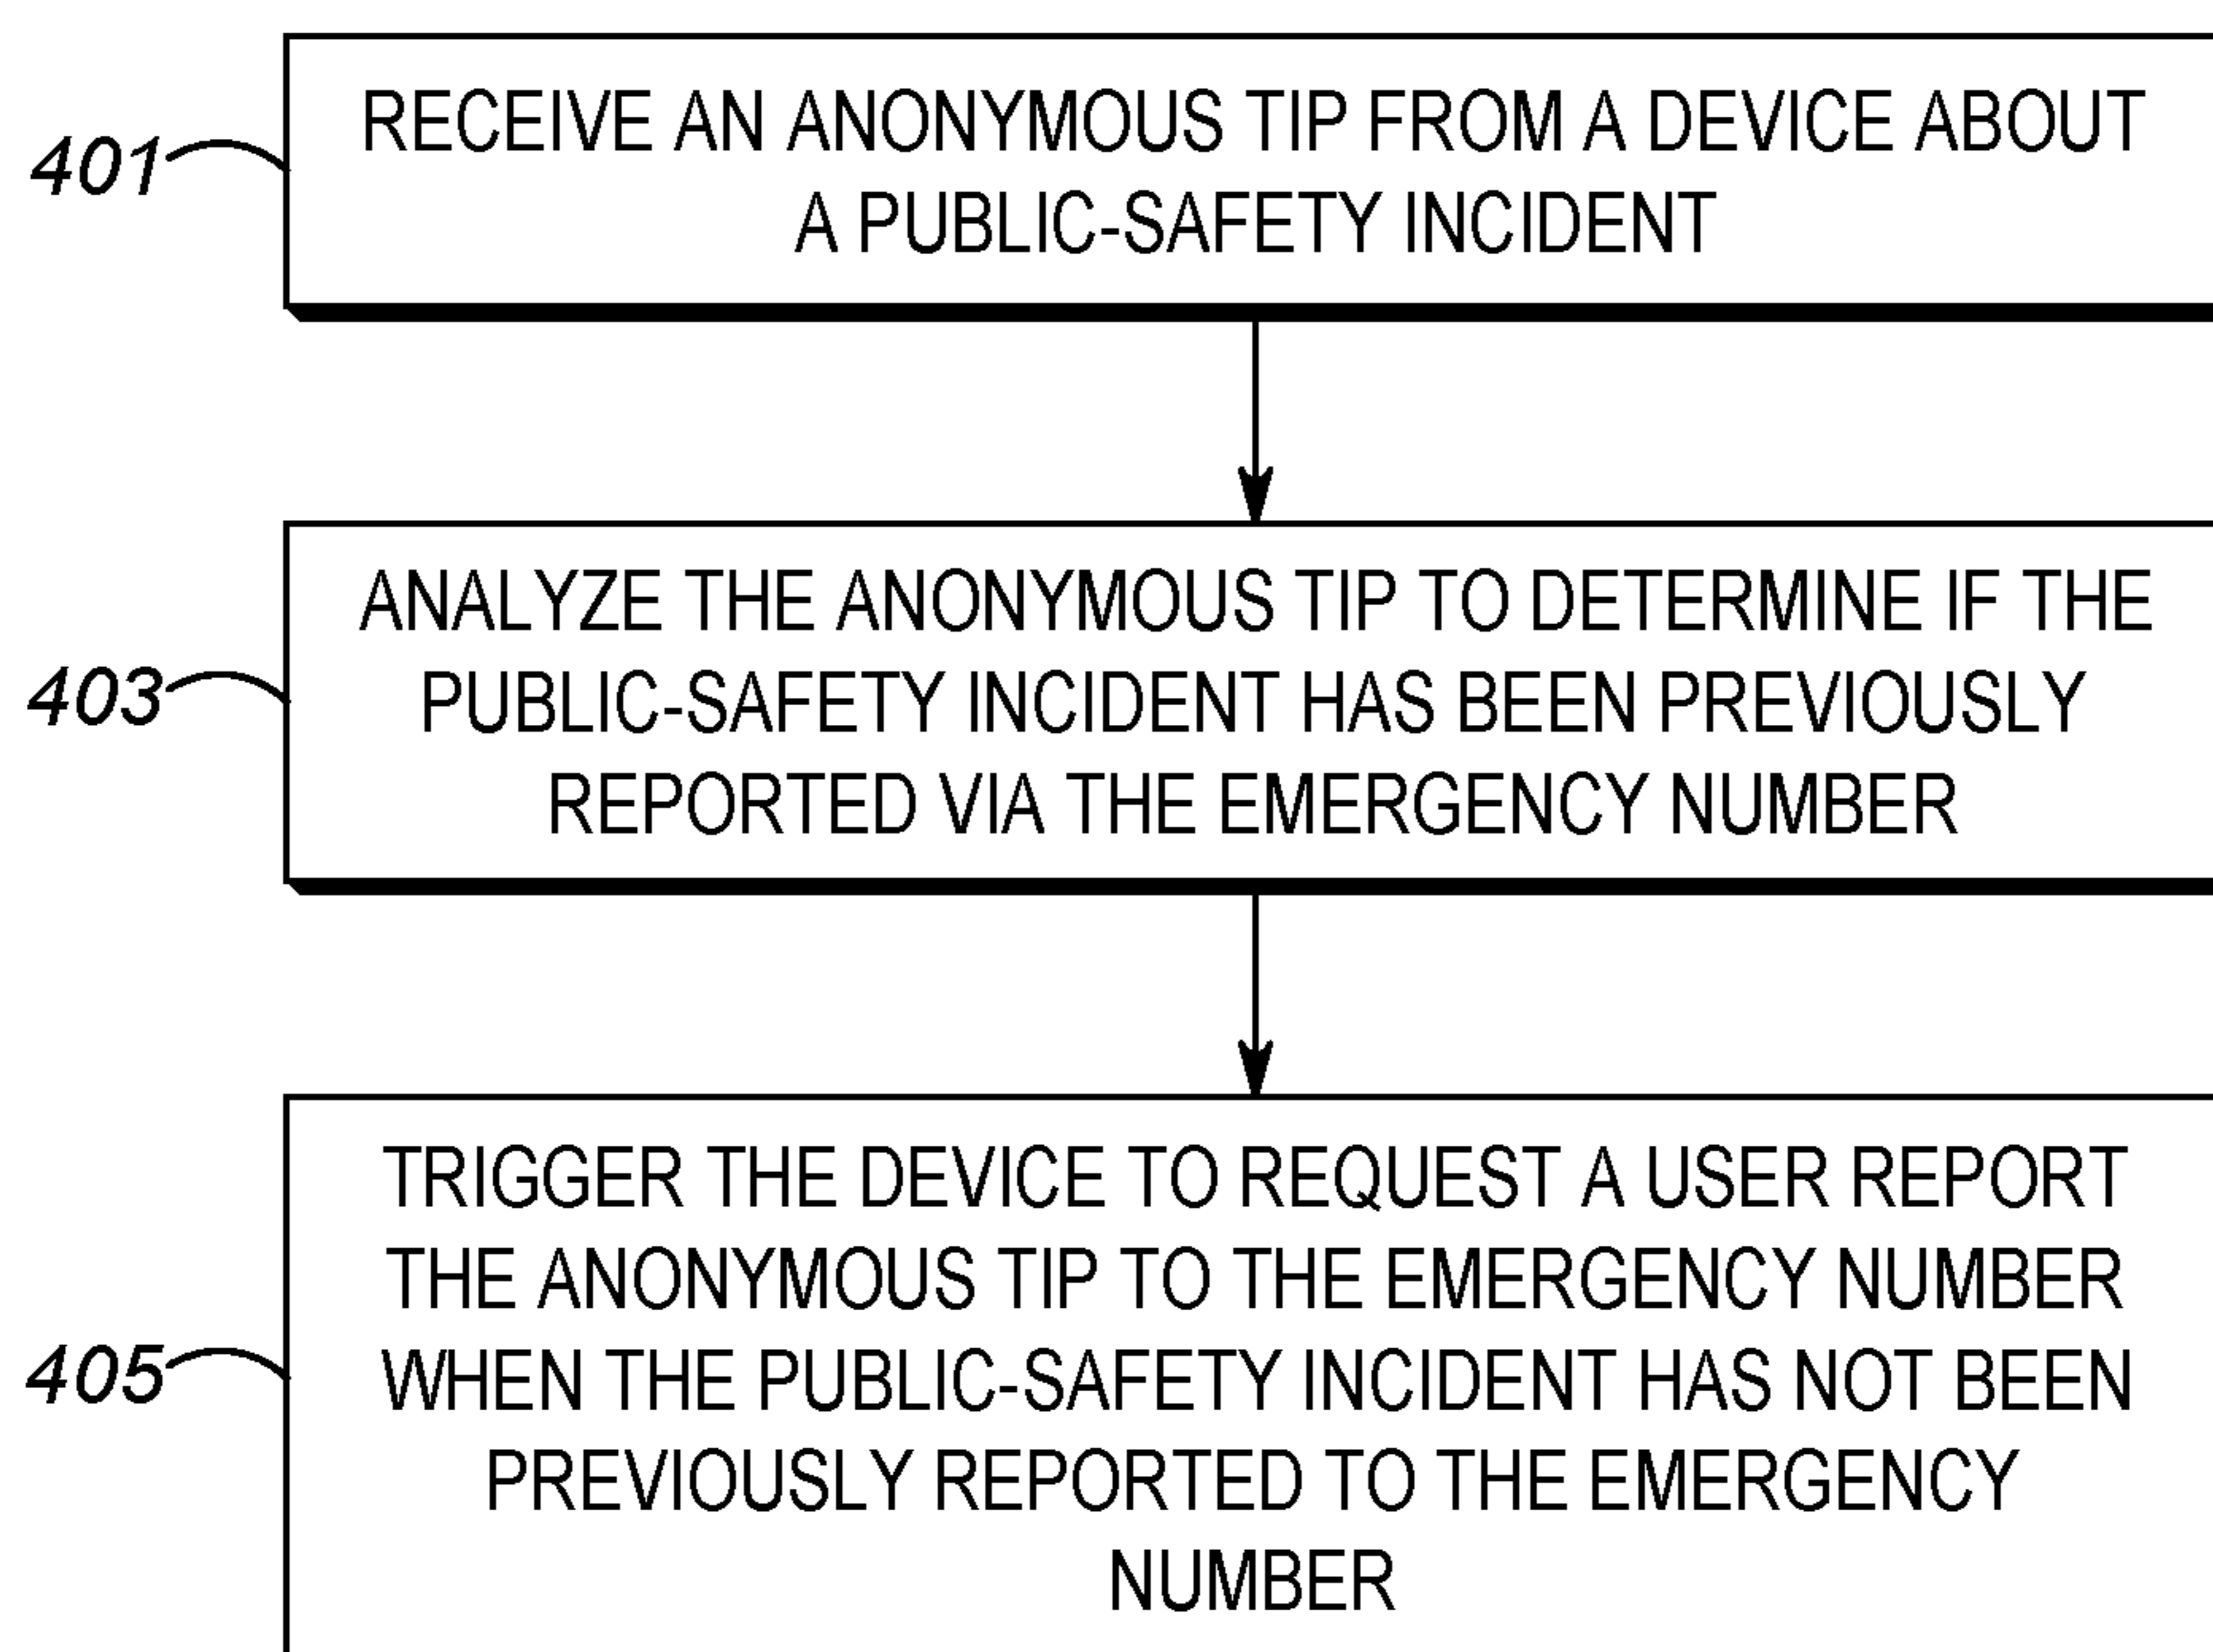 RECEIVE AN ANONYMOUS TIP FROM A DEVICE ABOUT
401
A PUBLIC-SAFETY INCIDENT
ANALYZE THE ANONYMOUS TIP TO DETERMINE IF THE
403
PUBLIC-SAFETY INCIDENT HAS BEEN PREVIOUSLY
REPORTED VIA THE EMERGENCY NUMBER
TRIGGER THE DEVICE TO REQUEST A USER REPORT
THE ANONYMOUS TIP TO THE EMERGENCY NUMBER
405
WHEN THE PUBLIC-SAFETY INCIDENT HAS NOT BEEN
PREVIOUSLY REPORTED TO THE EMERGENCY
NUMBER